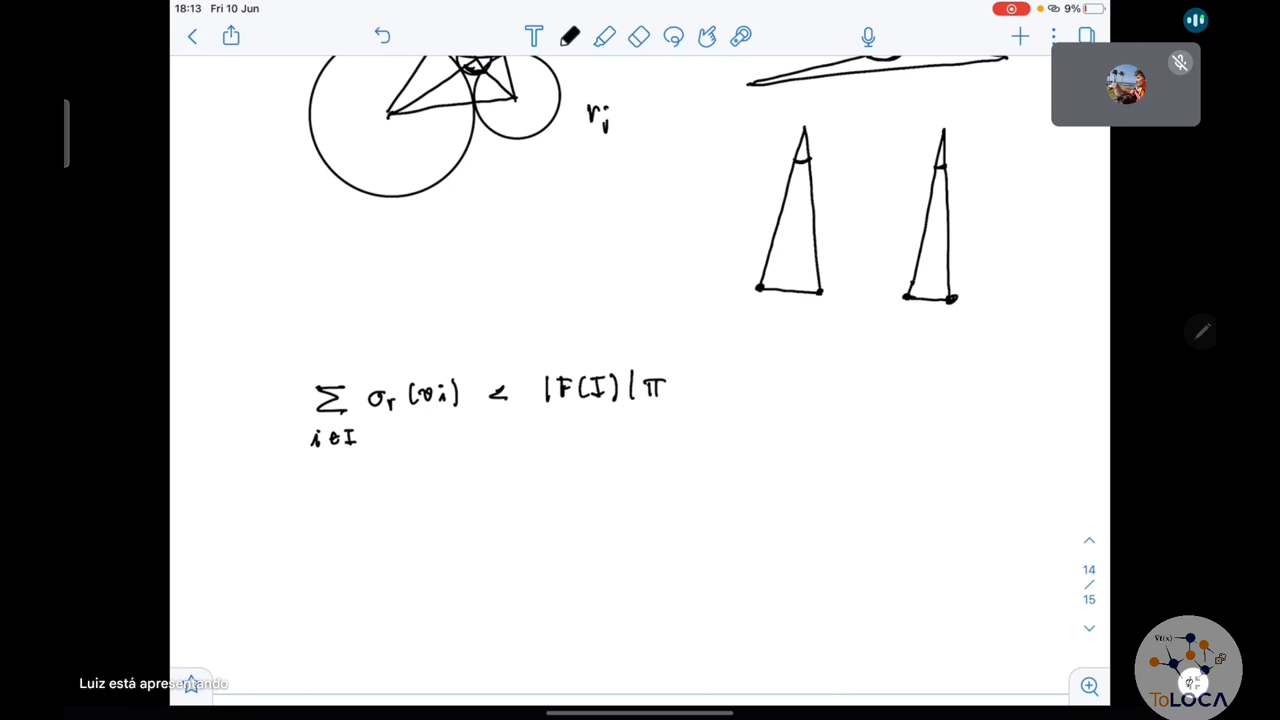 18:13 Fri 10 Jun
9%
T
r_i
∑ σ_r(v_i) < |F(I)| π
i∈I
14
/
15
Luiz está apresentando
∇f(x)
ToLOCA